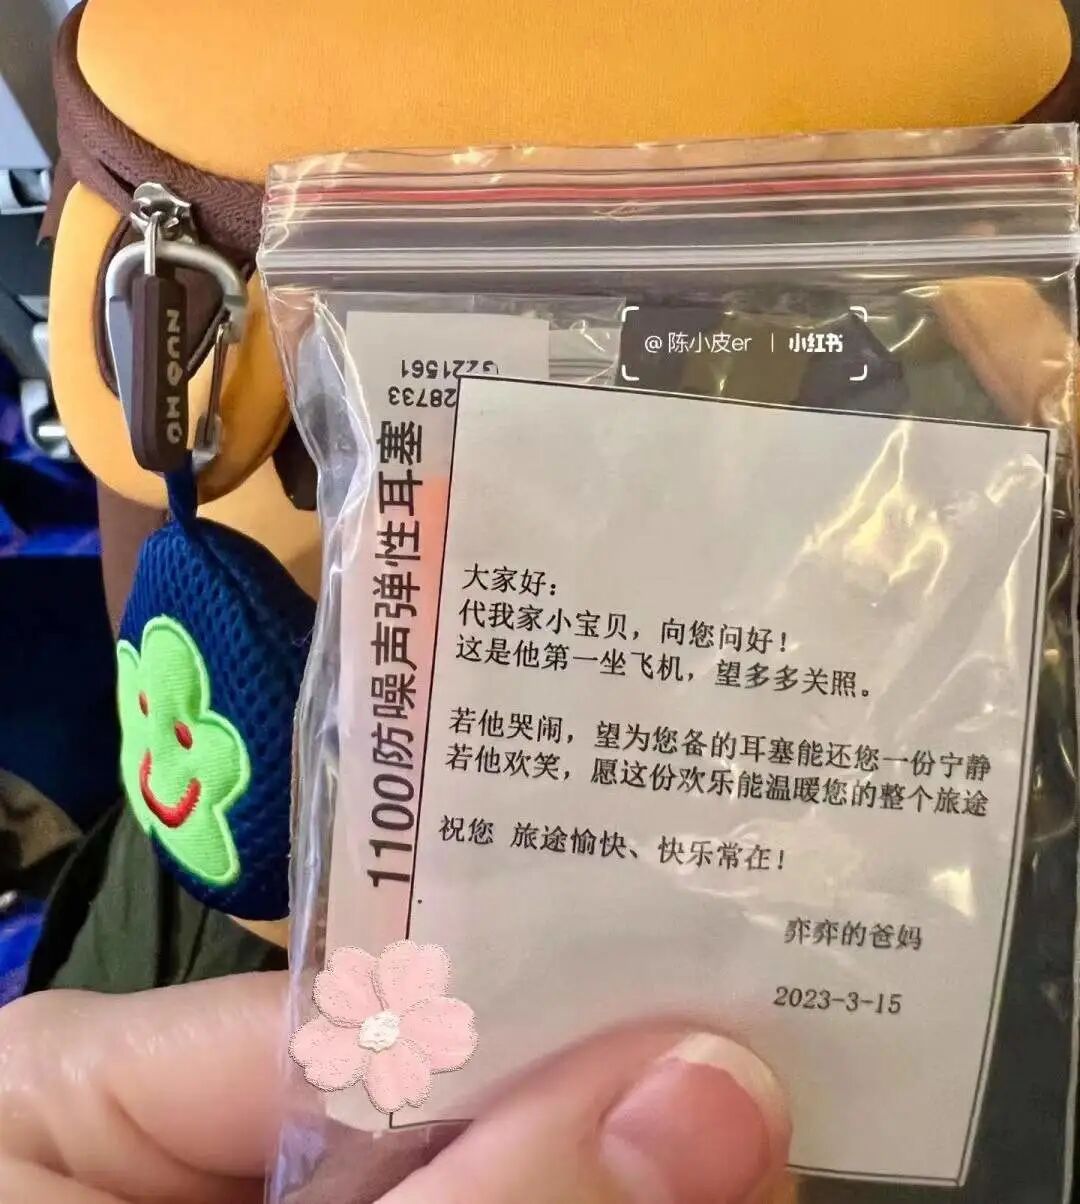 NUOHO
@陈小皮er | 小红书
G221561
28733
1100防噪声弹性耳塞
大家好：
代我家小宝贝，向您问好！
这是他第一坐飞机，望多多关照。
若他哭闹，望为您备的耳塞能还您一份宁静
若他欢笑，愿这份欢乐能温暖您的整个旅途
祝您 旅途愉快、快乐常在！
弈弈的爸妈
2023-3-15